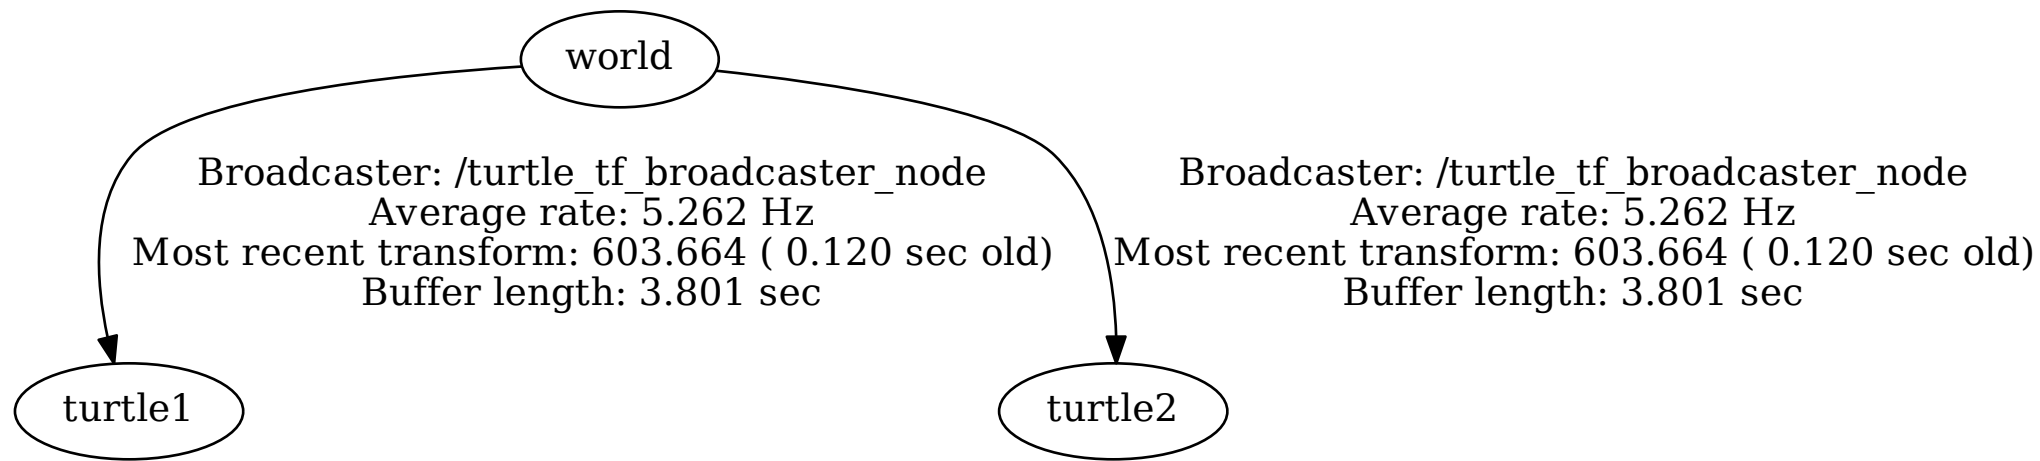 world
Broadcaster: /turtle_tf_broadcaster_node
Average rate: 5.262 Hz
Most recent transform: 603.664 ( 0.120 sec old)
Buffer length: 3.801 sec
Broadcaster: /turtle_tf_broadcaster_node
Average rate: 5.262 Hz
Most recent transform: 603.664 ( 0.120 sec old)
Buffer length: 3.801 sec
turtle1
turtle2